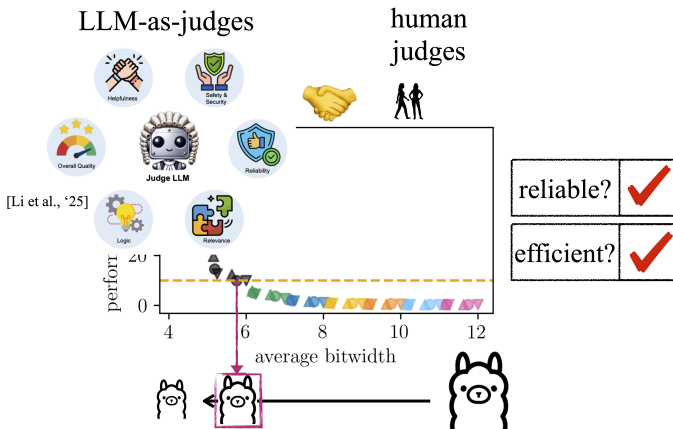 LLM-as-judges
human
judges
Helpfulness
Safety &
Security
Overall Quality
Judge LLM
Reliability
[Li et al., ‘25]
Logic
Relevance
reliable?
efficient?
perform
20
0
4
6
8
10
12
average bitwidth